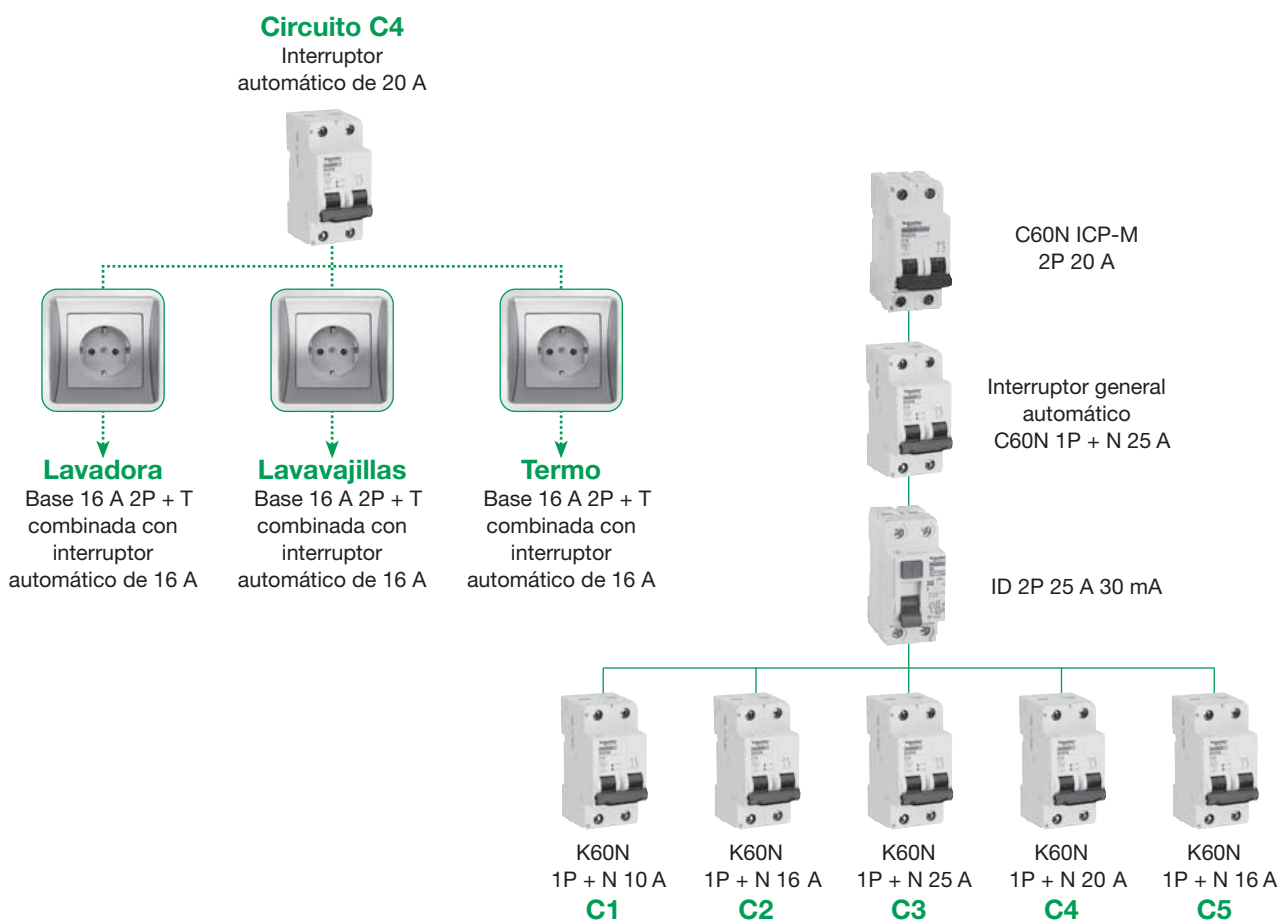 Circuito C4
Interruptor
automático de 20 A
Lavadora
Base 16 A 2P + T
combinada con
interruptor
automático de 16 A
Lavavajillas
Base 16 A 2P + T
combinada con
interruptor
automático de 16 A
Termo
Base 16 A 2P + T
combinada con
interruptor
automático de 16 A
C60N ICP-M
2P 20 A
Interruptor general
automático
C60N 1P + N 25 A
ID 2P 25 A 30 mA
K60N
1P + N 10 A
C1
K60N
1P + N 16 A
C2
K60N
1P + N 25 A
C3
K60N
1P + N 20 A
C4
K60N
1P + N 16 A
C5